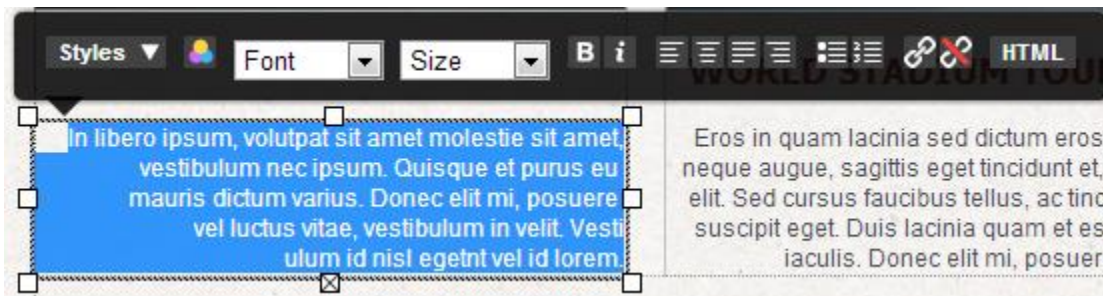 Styles ▼
Font
Size
B i
HTML
WORLD STADIUM TOUR
In libero ipsum, volutpat sit amet molestie sit amet,
vestibulum nec ipsum. Quisque et purus eu
mauris dictum varius. Donec elit mi, posuere
vel luctus vitae, vestibulum in velit. Vesti
ulum id nisl egetnt vel id lorem.
Eros in quam lacinia sed dictum eros
neque augue, sagittis eget tincidunt et,
elit. Sed cursus faucibus tellus, ac tinc
suscipit eget. Duis lacinia quam et es
iaculis. Donec elit mi, posuer